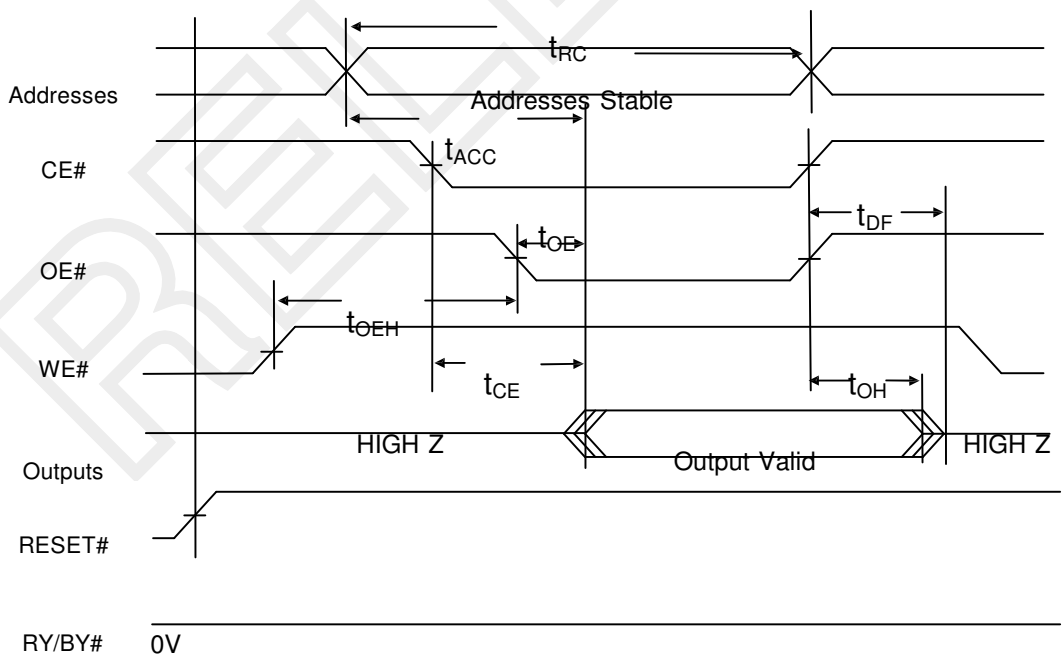 tRC
Addresses
Addresses Stable
CE#
tACC
tDF
OE#
tOE
tOEH
WE#
tCE
tOH
HIGH Z
Output Valid
HIGH Z
Outputs
RESET#
RY/BY#
0V